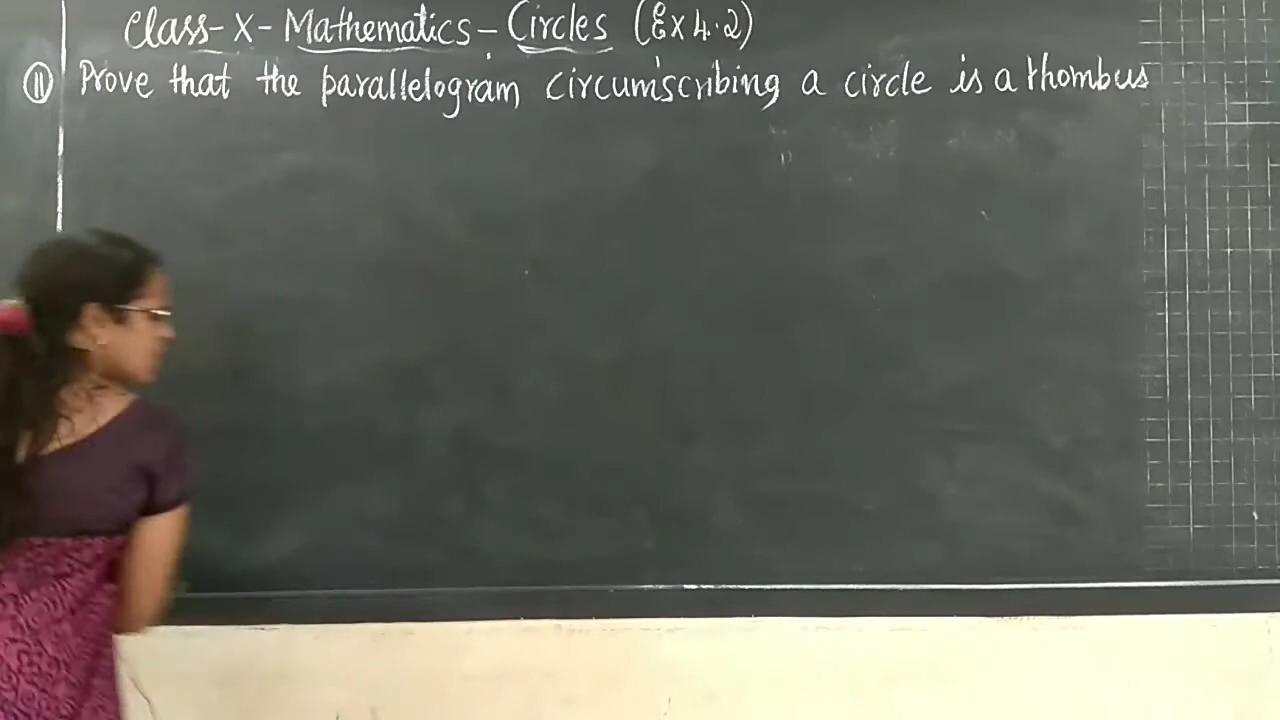 Class-X-Mathematics-Circles (Ex 4.2)
11 Prove that the parallelogram circumscribing a circle is a rhombus